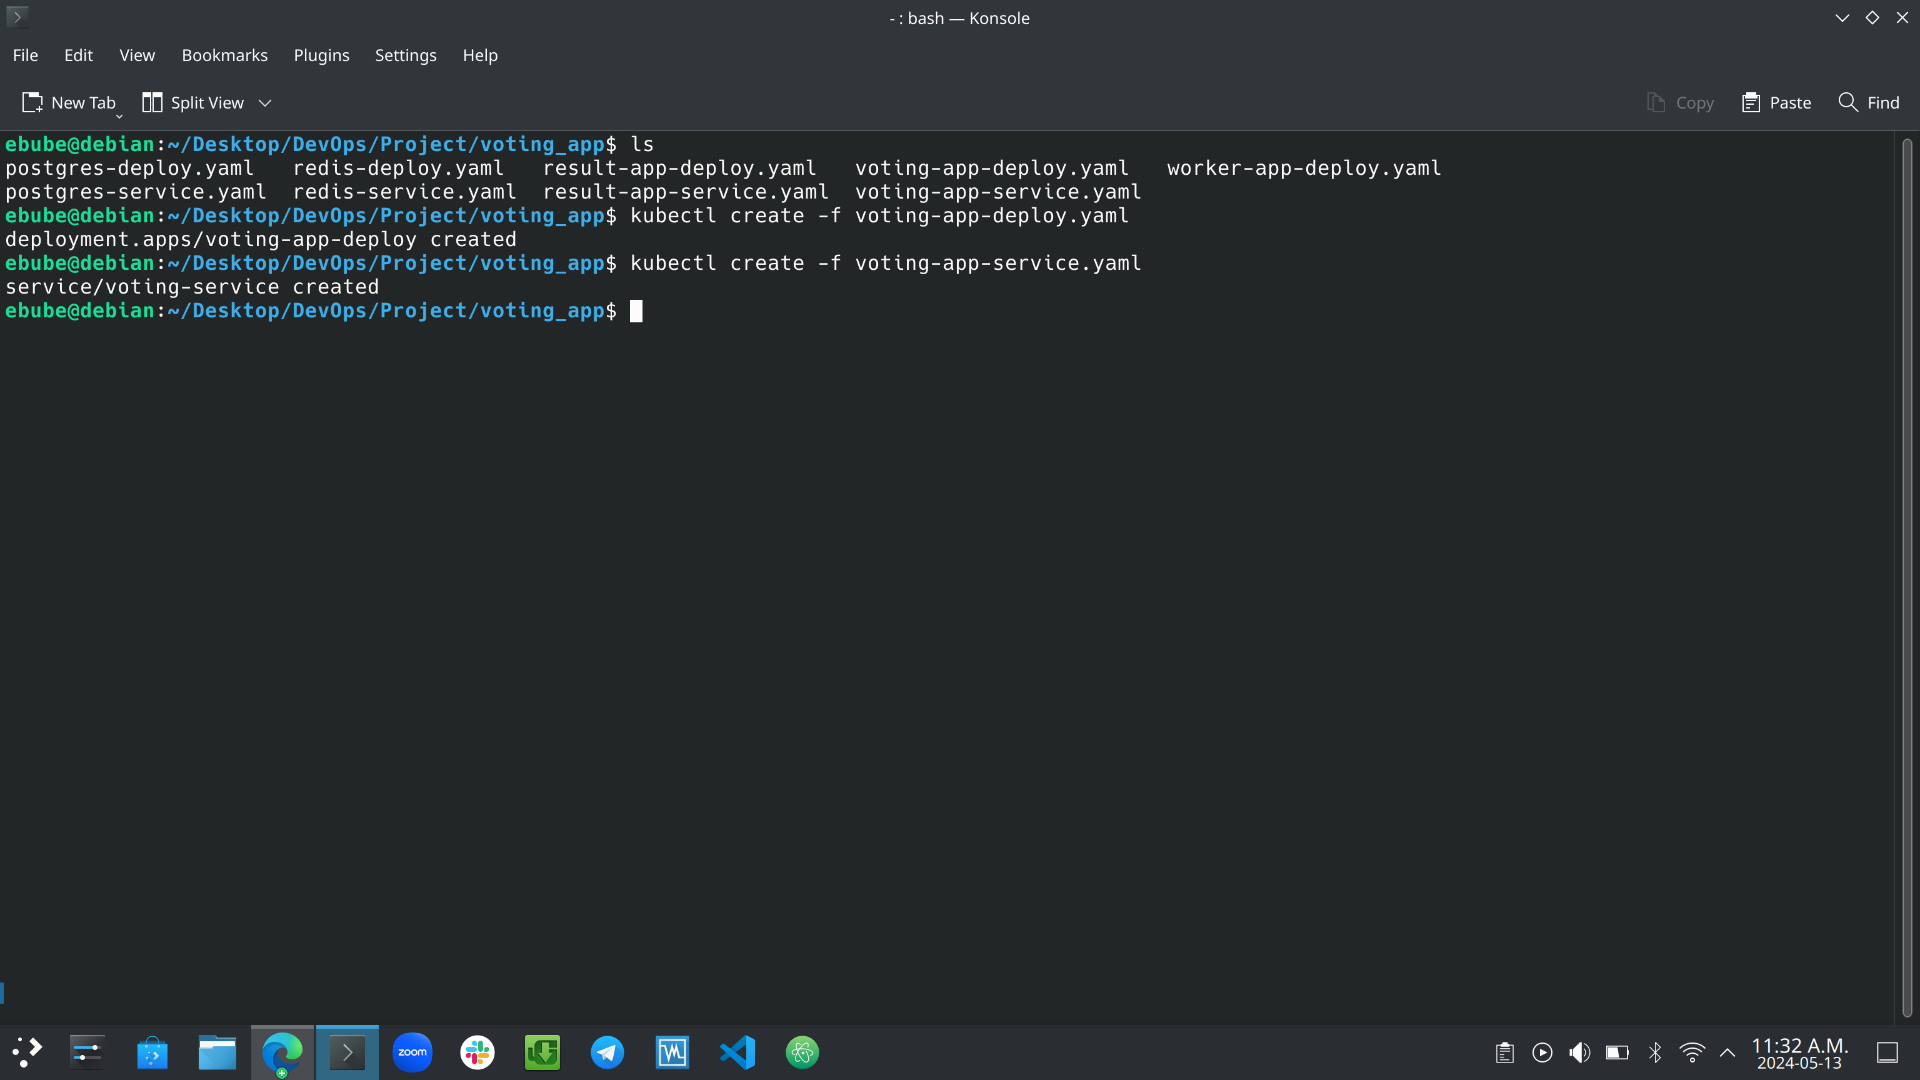 - : bash — Konsole
File Edit View Bookmarks Plugins Settings Help
New Tab Split View Copy Paste Find
ebube@debian:~/Desktop/DevOps/Project/voting_app$ ls
postgres-deploy.yaml redis-deploy.yaml result-app-deploy.yaml voting-app-deploy.yaml worker-app-deploy.yaml
postgres-service.yaml redis-service.yaml result-app-service.yaml voting-app-service.yaml
ebube@debian:~/Desktop/DevOps/Project/voting_app$ kubectl create -f voting-app-deploy.yaml
deployment.apps/voting-app-deploy created
ebube@debian:~/Desktop/DevOps/Project/voting_app$ kubectl create -f voting-app-service.yaml
service/voting-service created
ebube@debian:~/Desktop/DevOps/Project/voting_app$
zoom
11:32 A.M.
2024-05-13